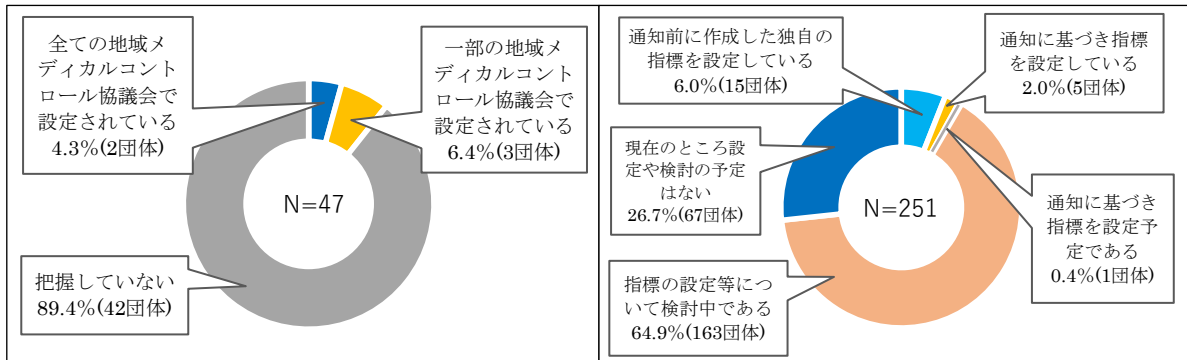 全ての地域メ
ディカルコント
ロール協議会で
設定されている
4.3%(2団体)
一部の地域メ
ディカルコント
ロール協議会で
設定されている
6.4%(3団体)
N=47
把握していない
89.4%(42団体)
通知前に作成した独自の
指標を設定している
6.0%(15団体)
通知に基づき指標
を設定している
2.0%(5団体)
現在のところ設
定や検討の予定
はない
26.7%(67団体)
N=251
通知に基づき
指標を設定予
定である
0.4%(1団体)
指標の設定等につ
いて検討中である
64.9%(163団体)